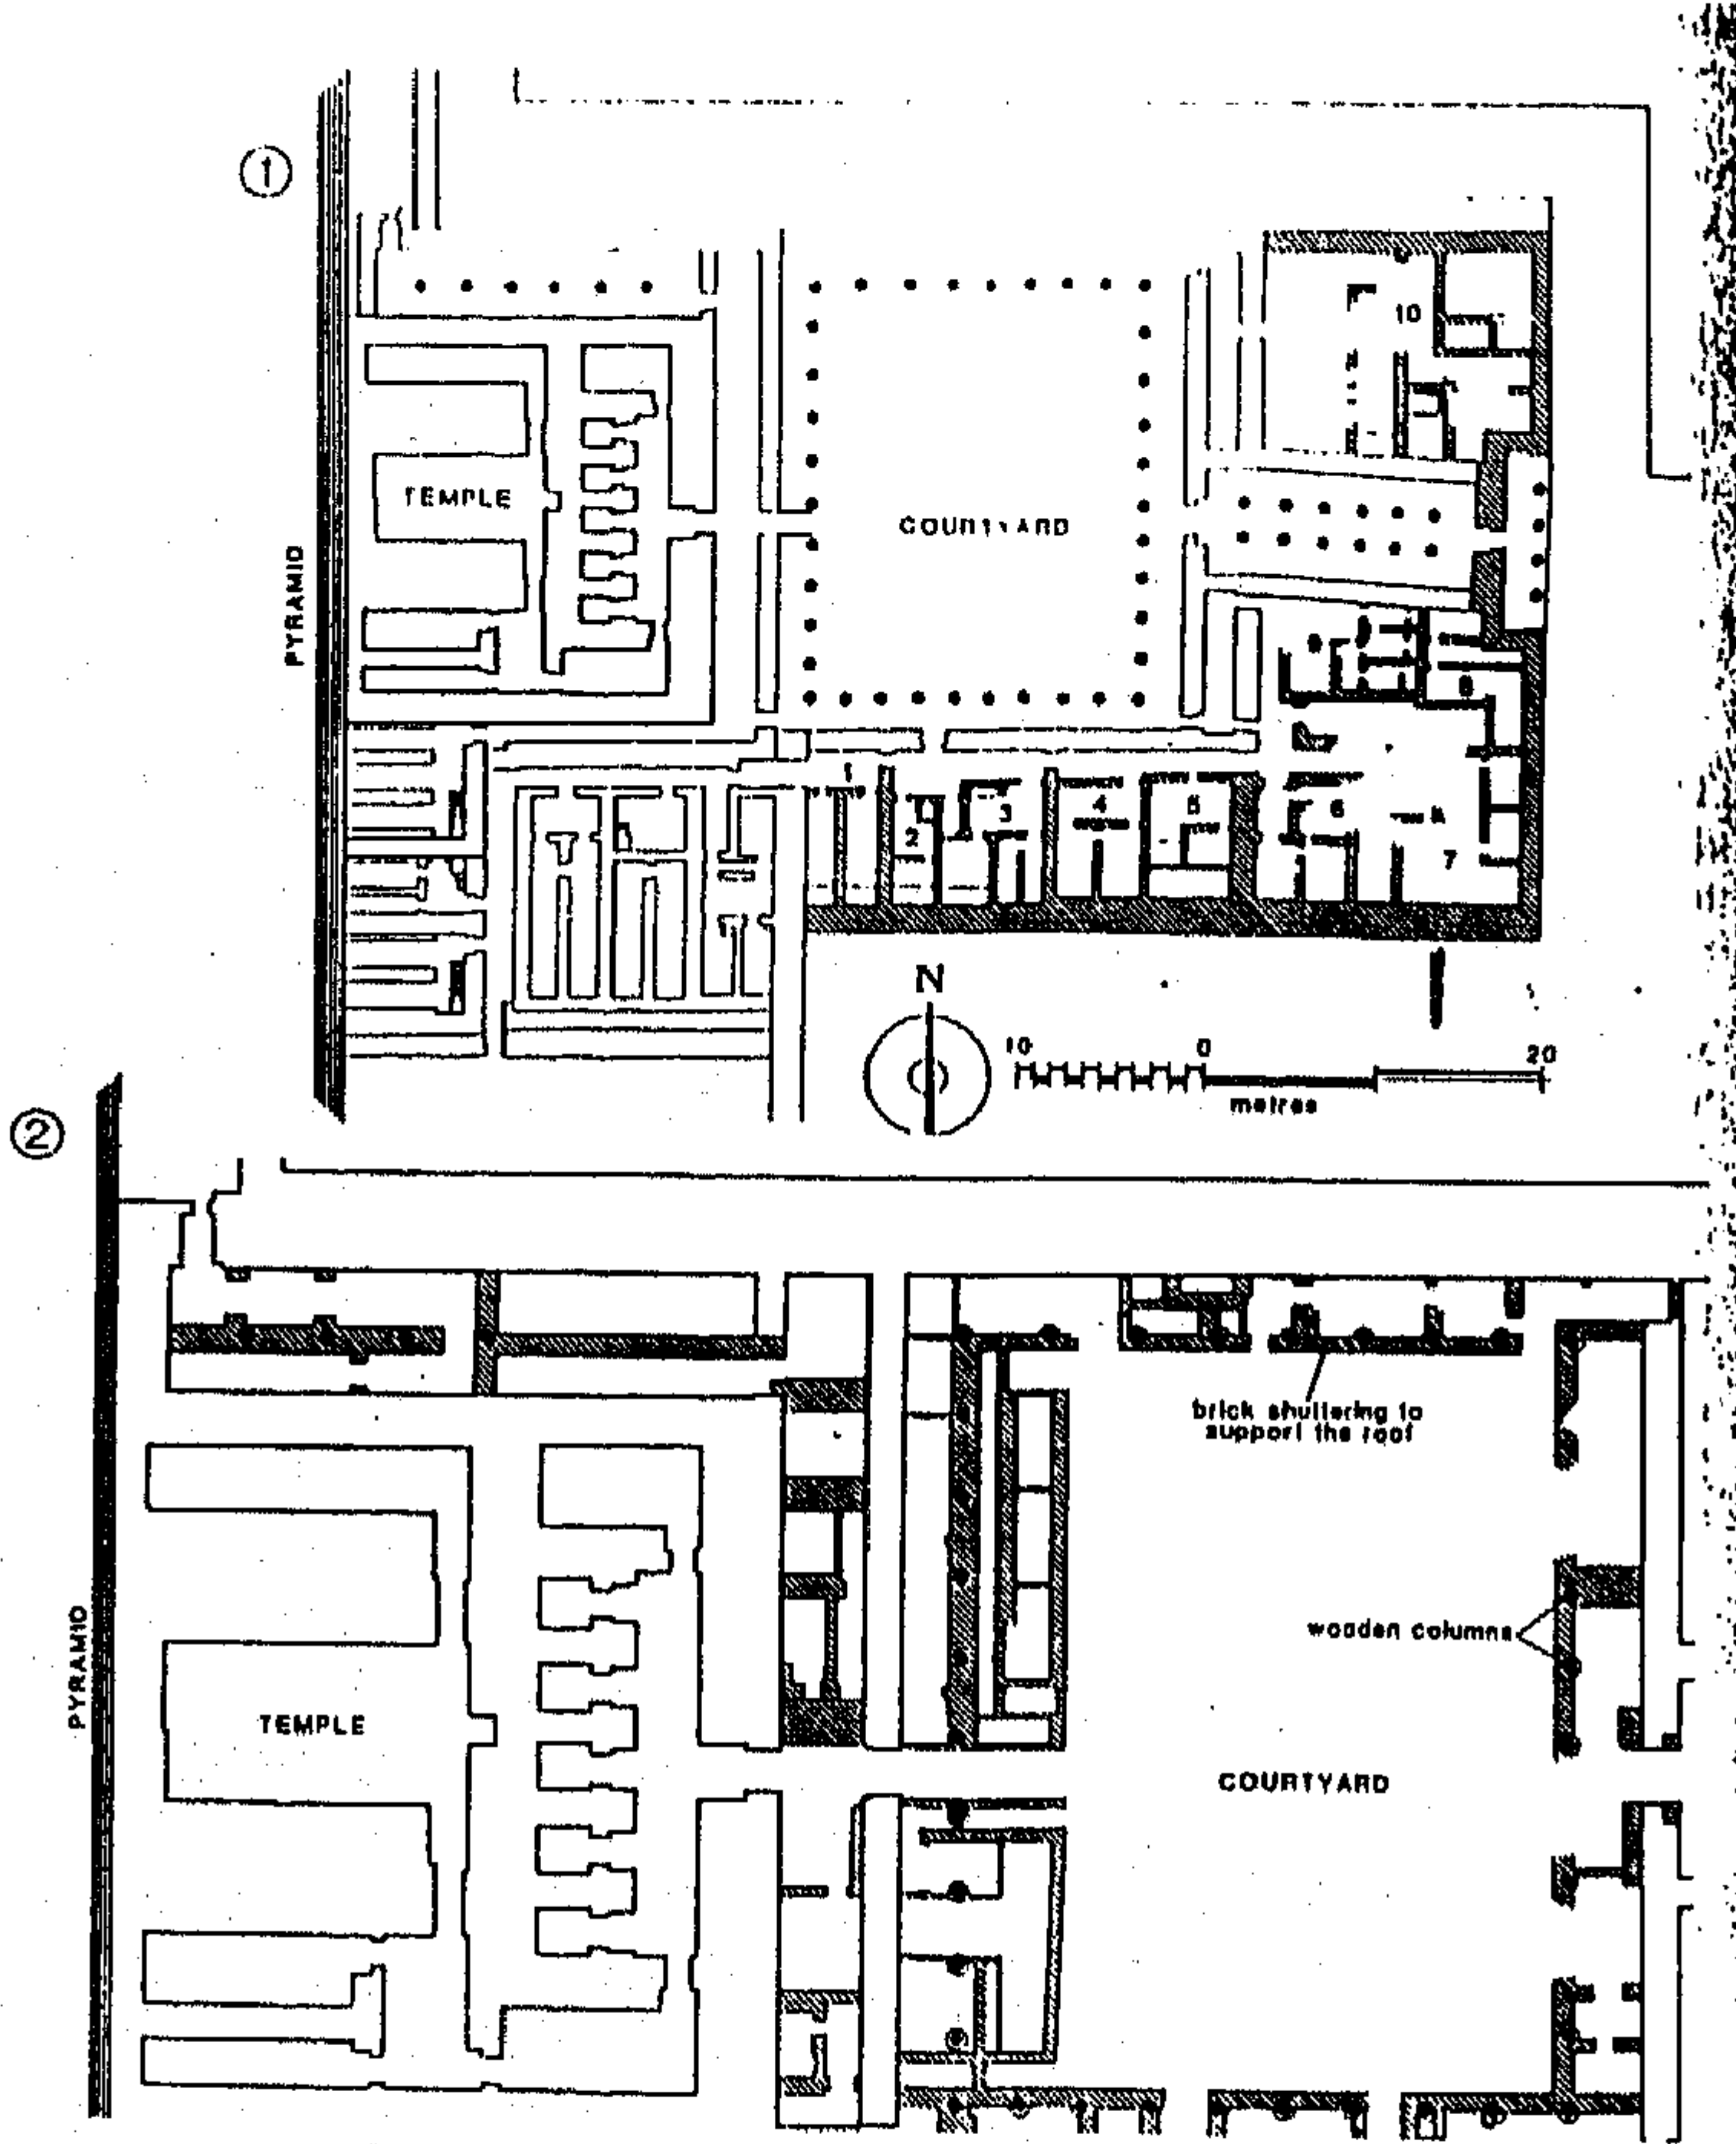 ①
PYRAMID
TEMPLE
COURTYARD
10
9
8
1
2
3
4
5
6
7
N
10 0 20
metres
②
PYRAMID
TEMPLE
brick shuttering to
support the roof
wooden columns
COURTYARD